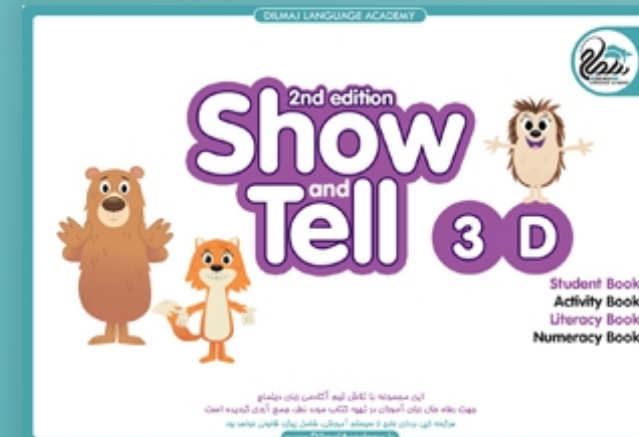 DILMAJ LANGUAGE ACADEMY
2nd edition
Show
and
Tell
3 D
Student Book
Activity Book
Literacy Book
Numeracy Book
این مجموعه با تلاش تیم آکادمی زبان دیلماج
جهت رفاه حال زبان آموزان در تهیه کتاب مورد نظر، جمع آوری گردیده است